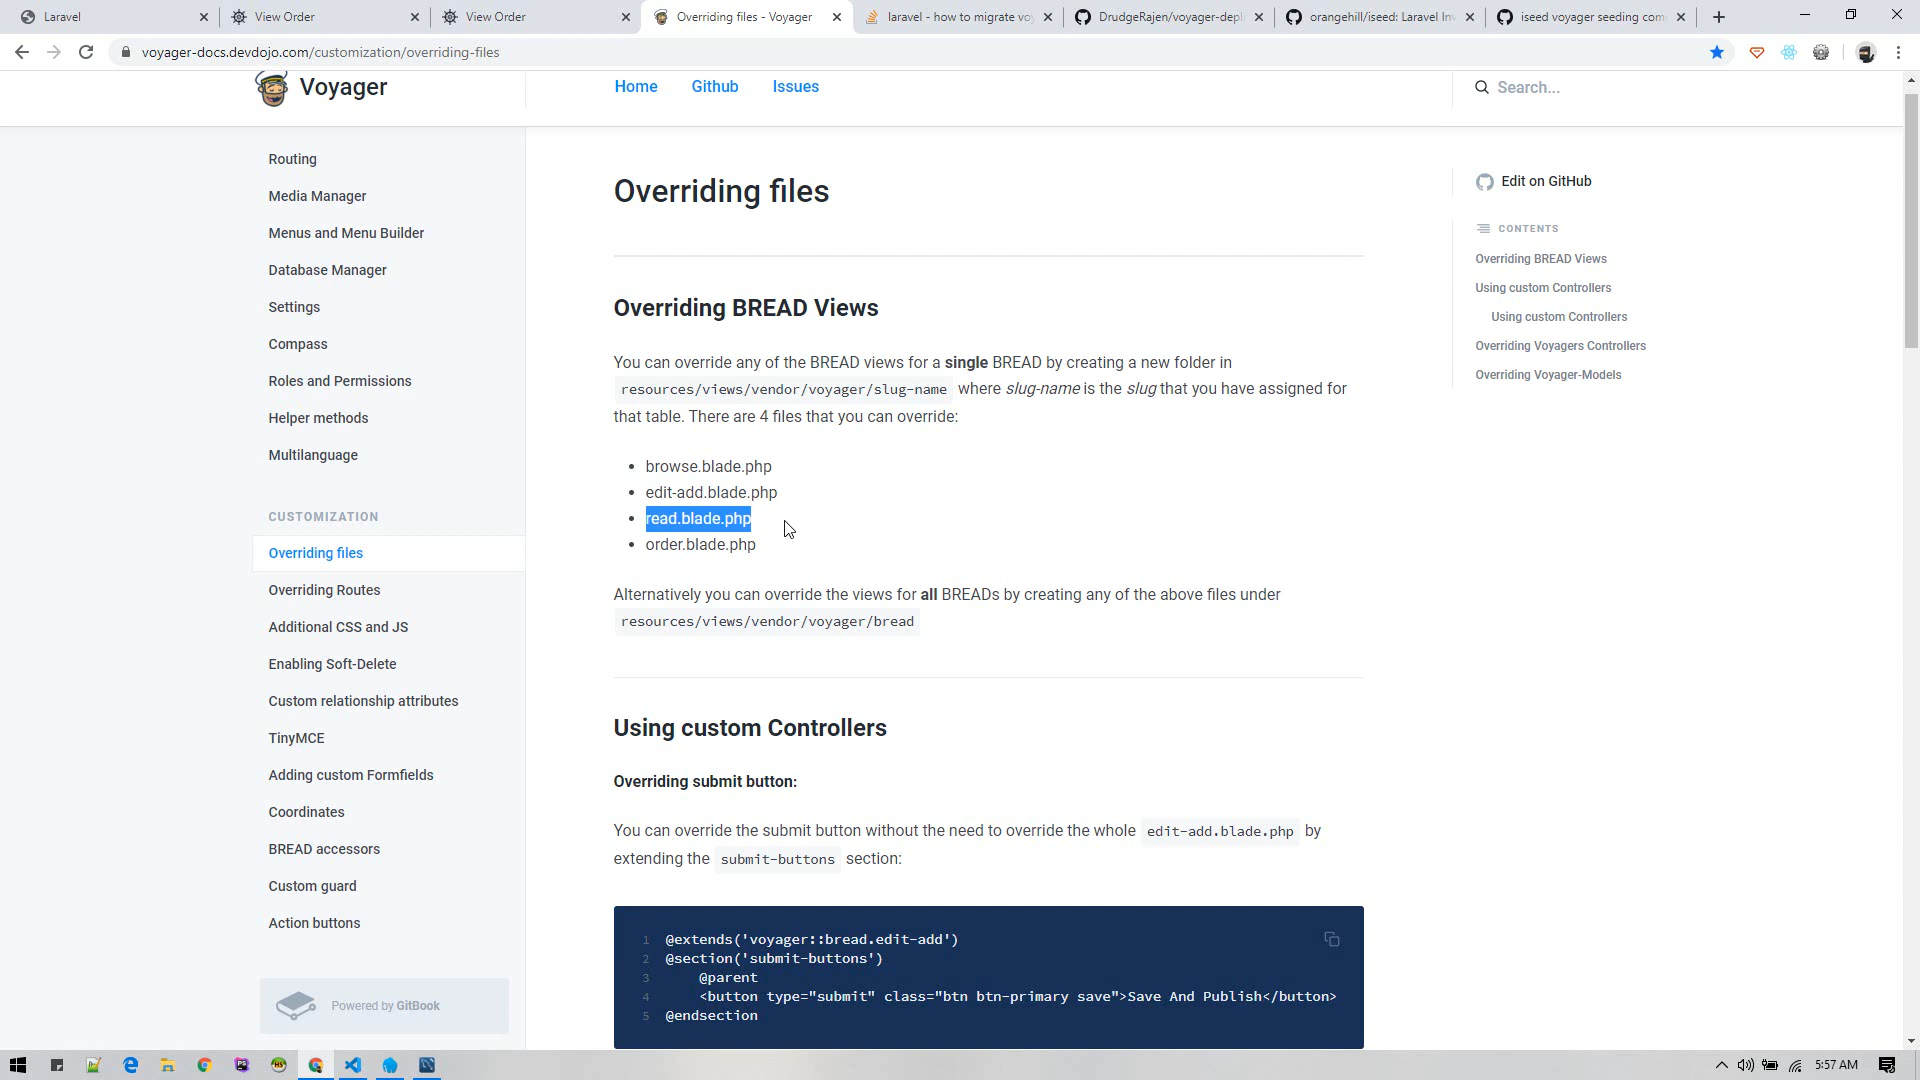 Laravel
View Order
View Order
Overriding files - Voyager
laravel - how to migrate vo
DrudgeRajen/voyager-depl
orangehill/iseed: Laravel In
iseed voyager seeding com
voyager-docs.devdojo.com/customization/overriding-files
Voyager
Home
Github
Issues
Search...
Routing
Media Manager
Menus and Menu Builder
Database Manager
Settings
Compass
Roles and Permissions
Helper methods
Multilanguage
CUSTOMIZATION
Overriding files
Overriding Routes
Additional CSS and JS
Enabling Soft-Delete
Custom relationship attributes
TinyMCE
Adding custom Formfields
Coordinates
BREAD accessors
Custom guard
Action buttons
Powered by GitBook
Overriding files
Overriding BREAD Views
You can override any of the BREAD views for a single BREAD by creating a new folder in
resources/views/vendor/voyager/slug-name where slug-name is the slug that you have assigned for
that table. There are 4 files that you can override:
• browse.blade.php
• edit-add.blade.php
• read.blade.php
• order.blade.php
Alternatively you can override the views for all BREADs by creating any of the above files under
resources/views/vendor/voyager/bread
Using custom Controllers
Overriding submit button:
You can override the submit button without the need to override the whole edit-add.blade.php by
extending the submit-buttons section:
1 @extends('voyager::bread.edit-add')
2 @section('submit-buttons')
3 @parent
4 <button type="submit" class="btn btn-primary save">Save And Publish</button>
5 @endsection
Edit on GitHub
CONTENTS
Overriding BREAD Views
Using custom Controllers
Using custom Controllers
Overriding Voyagers Controllers
Overriding Voyager-Models
5:57 AM